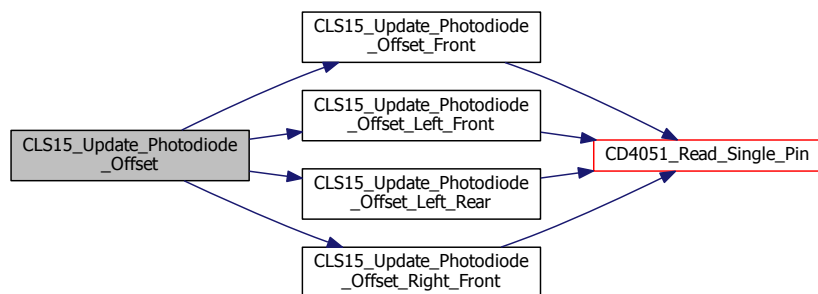 CLS15_Update_Photodiode
_Offset
CLS15_Update_Photodiode
_Offset_Front
CLS15_Update_Photodiode
_Offset_Left_Front
CLS15_Update_Photodiode
_Offset_Left_Rear
CLS15_Update_Photodiode
_Offset_Right_Front
CD4051_Read_Single_Pin